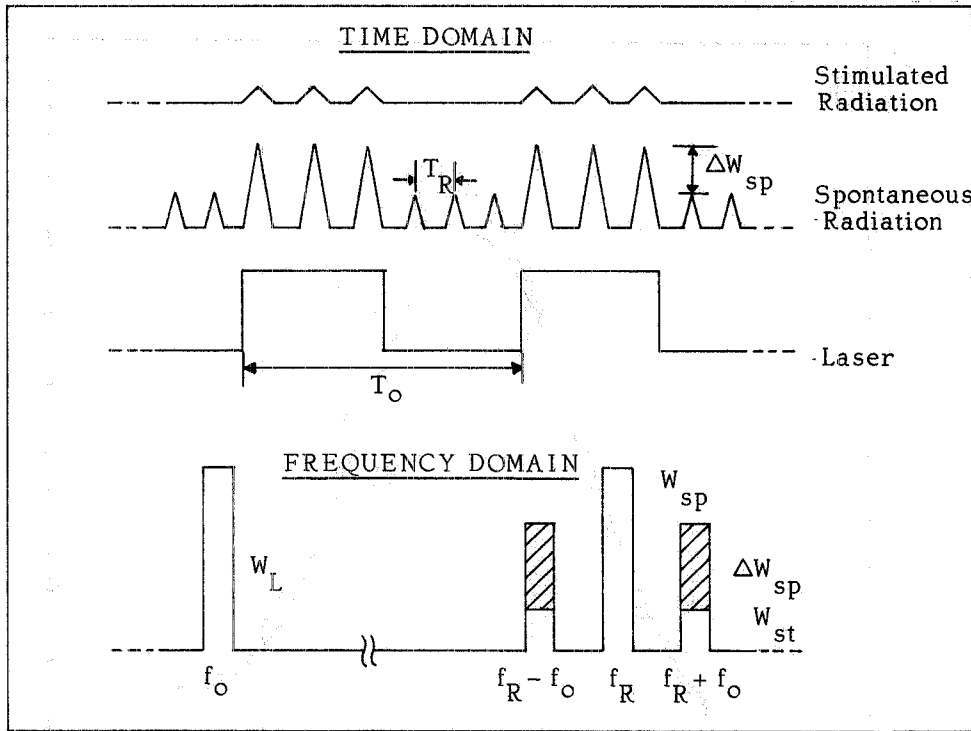 TIME DOMAIN
Stimulated
Radiation
T_R
ΔW_sp
Spontaneous
Radiation
Laser
T_o
FREQUENCY DOMAIN
W_L
W_sp
ΔW_sp
W_st
f_o
f_R - f_o
f_R
f_R + f_o